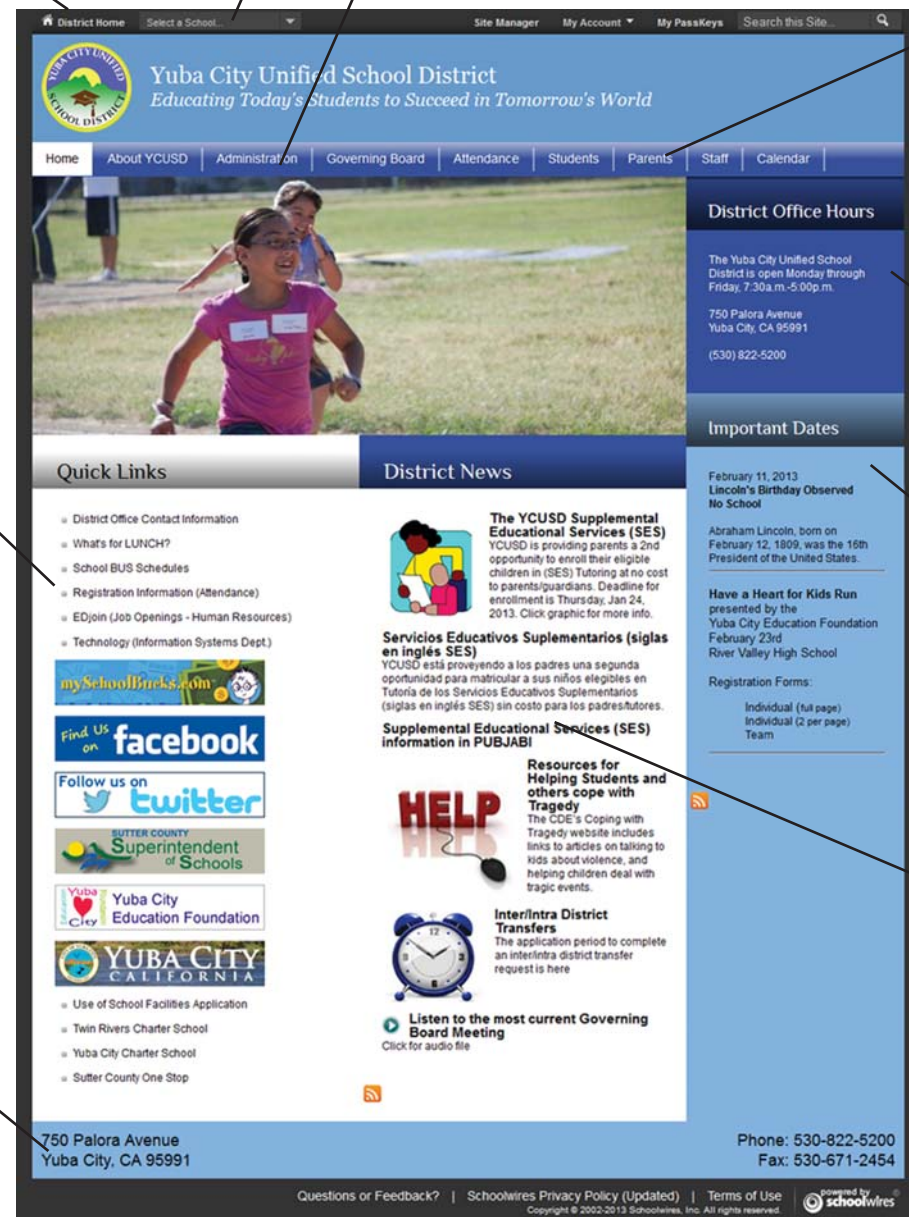 District Home
Select a School...
Site Manager
My Account
My PassKeys
Search this Site...
YUBA CITY UNIFIED
SCHOOL DISTRICT
Yuba City Unified School District
Educating Today's Students to Succeed in Tomorrow's World
Home
About YCUSD
Administration
Governing Board
Attendance
Students
Parents
Staff
Calendar
District Office Hours
The Yuba City Unified School
District is open Monday through
Friday, 7:30a.m.-5:00p.m.
750 Palora Avenue
Yuba City, CA 95991
(530) 822-5200
Important Dates
February 11, 2013
Lincoln's Birthday Observed
No School
Abraham Lincoln, born on
February 12, 1809, was the 16th
President of the United States.
Have a Heart for Kids Run
presented by the
Yuba City Education Foundation
February 23rd
River Valley High School
Registration Forms:
Individual (full page)
Individual (2 per page)
Team
Quick Links
District Office Contact Information
What's for LUNCH?
School BUS Schedules
Registration Information (Attendance)
EDjoin (Job Openings - Human Resources)
Technology (Information Systems Dept.)
mySchoolBucks.com
Find Us
on facebook
Follow us on
twitter
SUTTER COUNTY
Superintendent
of Schools
Yuba
City
Yuba City
Education Foundation
YUBA CITY
CALIFORNIA
Use of School Facilities Application
Twin Rivers Charter School
Yuba City Charter School
Sutter County One Stop
District News
The YCUSD Supplemental
Educational Services (SES)
YCUSD is providing parents a 2nd
opportunity to enroll their eligible
children in (SES) Tutoring at no cost
to parents/guardians. Deadline for
enrollment is Thursday, Jan 24,
2013. Click graphic for more info.
Servicios Educativos Suplementarios (siglas
en inglés SES)
YCUSD está proveyendo a los padres una segunda
oportunidad para matricular a sus niños elegibles en
Tutoría de los Servicios Educativos Suplementarios
(siglas en inglés SES) sin costo para los padres/tutores.
Supplemental Educational Services (SES)
information in PUBJABI
HELP
Resources for
Helping Students and
others cope with
Tragedy
The CDE's Coping with
Tragedy website includes
links to articles on talking to
kids about violence, and
helping children deal with
tragic events.
Inter/Intra District
Transfers
The application period to complete
an inter/intra district transfer
request is here
Listen to the most current Governing
Board Meeting
Click for audio file
750 Palora Avenue
Yuba City, CA 95991
Phone: 530-822-5200
Fax: 530-671-2454
Questions or Feedback? | Schoolwires Privacy Policy (Updated) | Terms of Use
Copyright © 2002-2013 Schoolwires, Inc. All rights reserved.
powered by
schoolwires